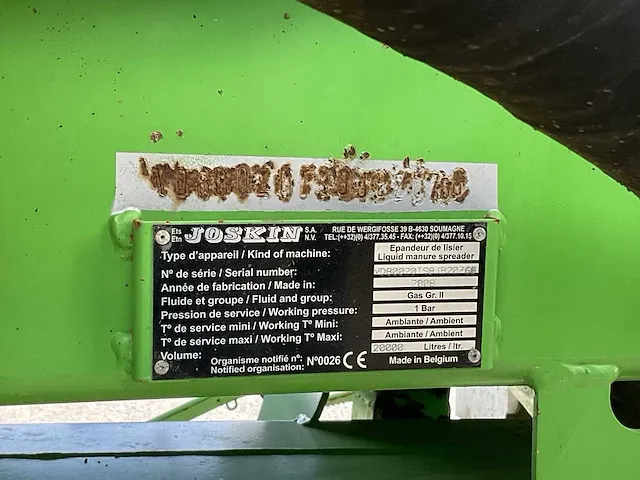 Ets
Etn JOSKIN S.A.
N.V. RUE DE WERGIFOSSE 39 B-4630 SOUMAGNE
TEL:(++32)(0) 4/377.35.45 - FAX: (++32)(0) 4/377.10.15
Type d'appareil / Kind of machine: Epandeur de lisier
Liquid manure spreader
N° de série / Serial number:
Année de fabrication / Made in: 2008
Fluide et groupe / Fluid and group: Gas Gr. II
Pression de service / Working pressure: 1 Bar
T° de service mini / Working T° Mini: Ambiante / Ambient
T° de service maxi / Working T° Maxi: Ambiante / Ambient
Volume: 20000 Litres / ltr.
Organisme notifié n°:
Notified organisation: N°0026 CE Made in Belgium